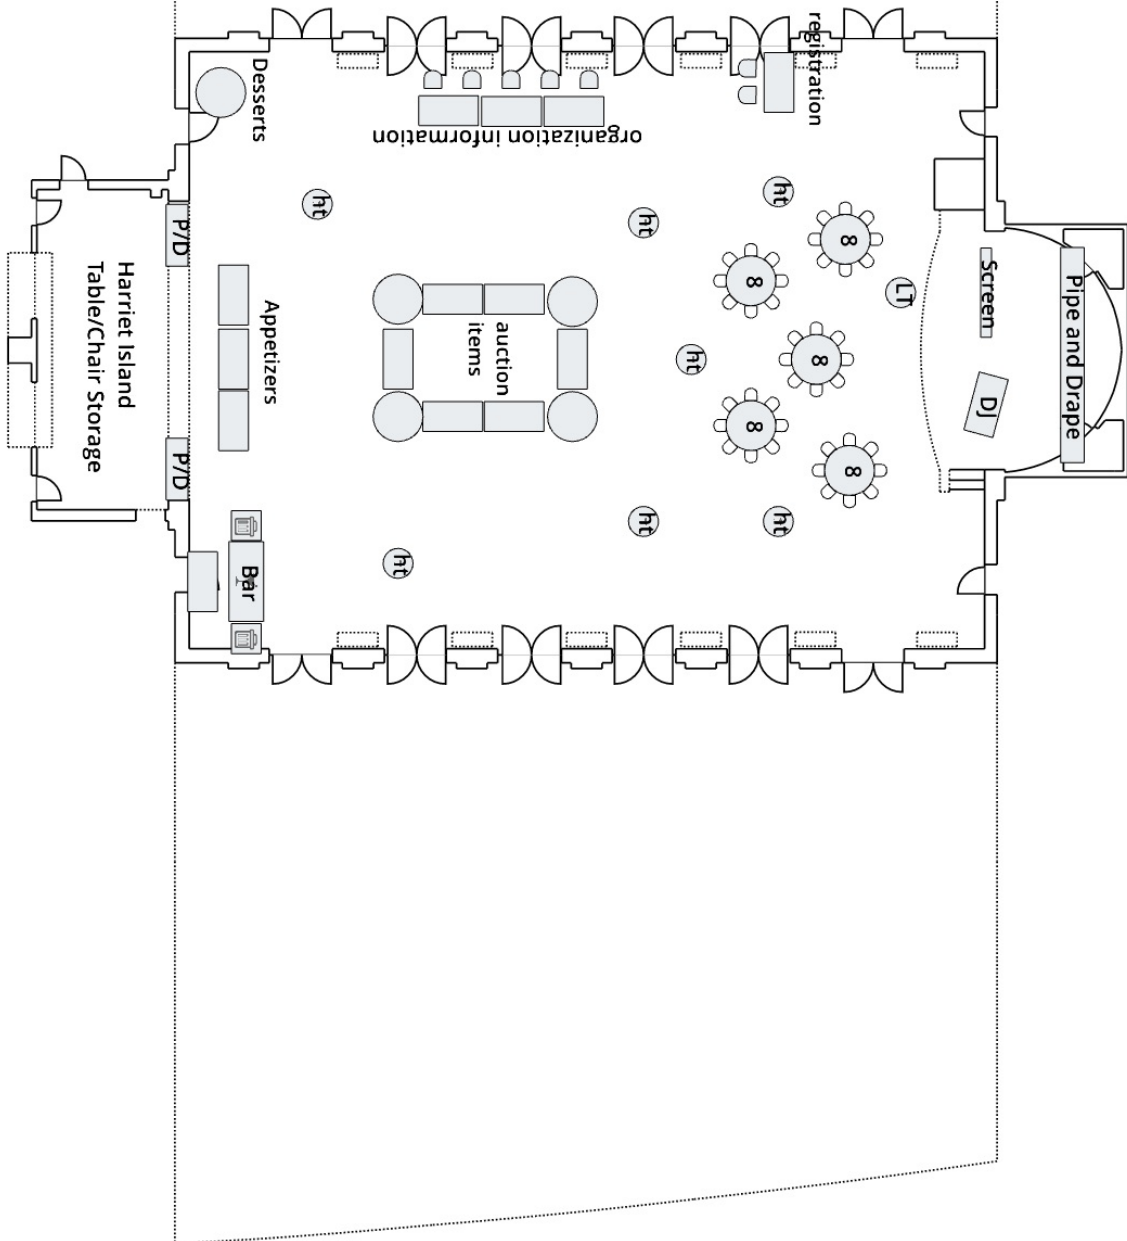 registration
Desserts
organization information
ht
ht
ht
8
P/D
8
LT
Screen
Pipe and Drape
Harriet Island
Table/Chair Storage
Appetizers
auction
items
ht
8
DJ
8
8
P/D
ht
ht
ht
Bar